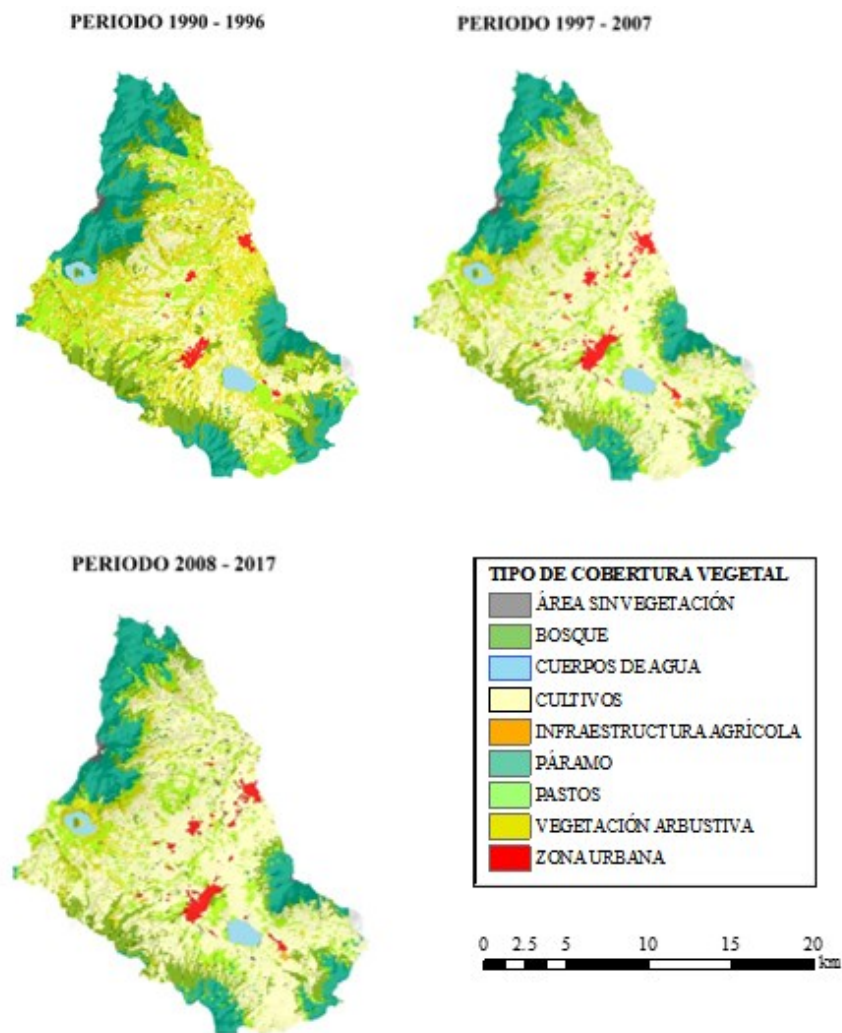 PERIODO 1990 - 1996
PERIODO 1997 - 2007
PERIODO 2008 - 2017
TIPO DE COBERTURA VEGETAL
ÁREA SIN VEGETACIÓN
BOSQUE
CUERPOS DE AGUA
CULTIVOS
INFRAESTRUCTURA AGRÍCOLA
PÁRAMO
PASTOS
VEGETACIÓN ARBUSTIVA
ZONA URBANA
0 2.5 5 10 15 20
km